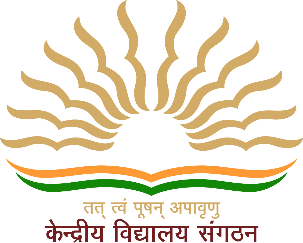 तत् त्वं पूषन् अपावृणु
केन्द्रीय विद्यालय संगठन